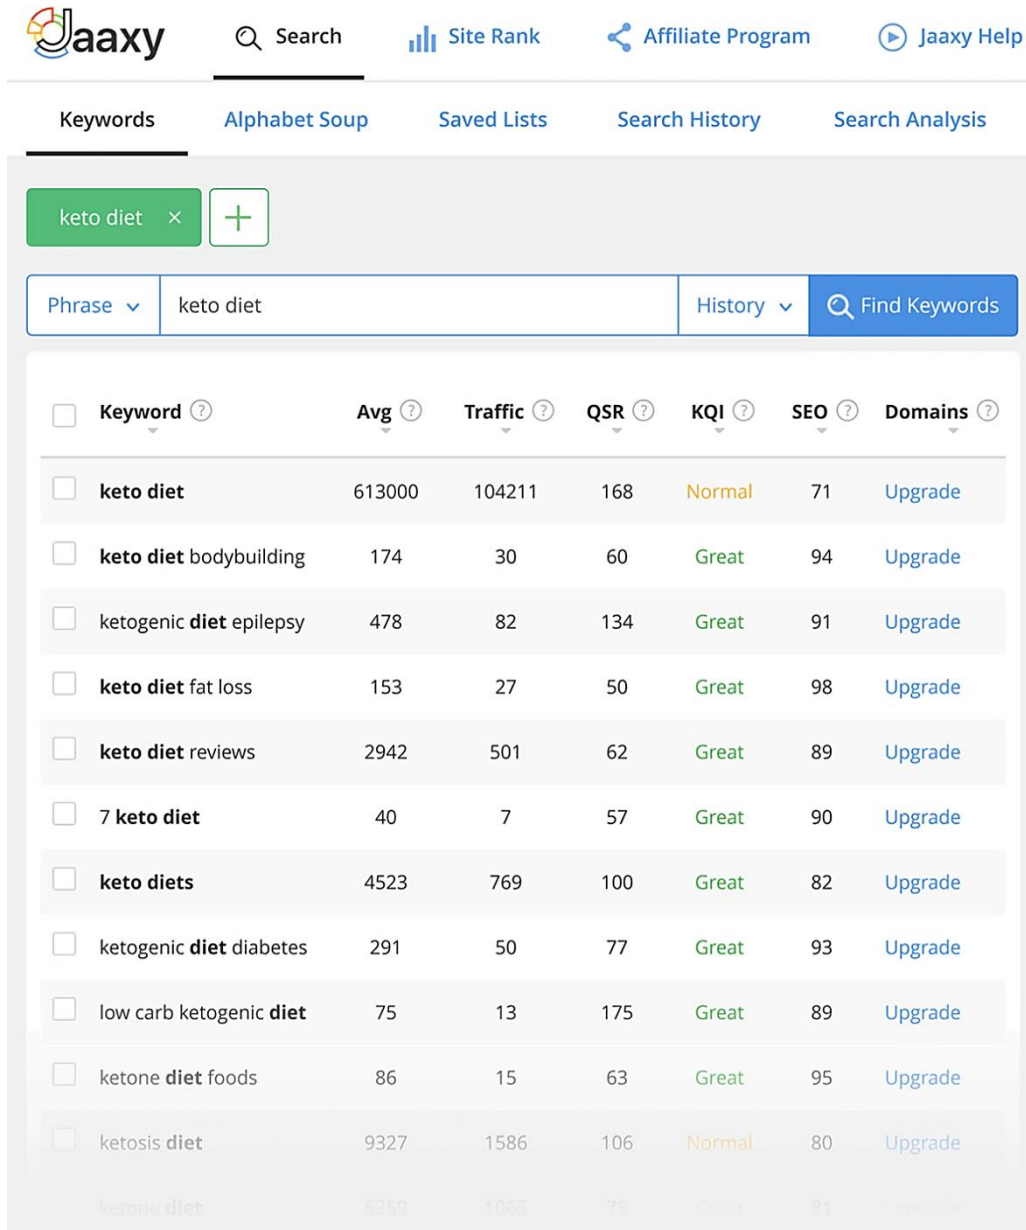 Jaaxy Search Site Rank Affiliate Program Jaaxy Help
Keywords Alphabet Soup Saved Lists Search History Search Analysis
keto diet × +
Phrase keto diet History Find Keywords
Keyword ? Avg ? Traffic ? QSR ? KQI ? SEO ? Domains ?
keto diet 613000 104211 168 Normal 71 Upgrade
keto diet bodybuilding 174 30 60 Great 94 Upgrade
ketogenic diet epilepsy 478 82 134 Great 91 Upgrade
keto diet fat loss 153 27 50 Great 98 Upgrade
keto diet reviews 2942 501 62 Great 89 Upgrade
7 keto diet 40 7 57 Great 90 Upgrade
keto diets 4523 769 100 Great 82 Upgrade
ketogenic diet diabetes 291 50 77 Great 93 Upgrade
low carb ketogenic diet 75 13 175 Great 89 Upgrade
ketone diet foods 86 15 63 Great 95 Upgrade
ketosis diet 9327 1586 106 Normal 80 Upgrade
ketone diet 6259 1065 75 81